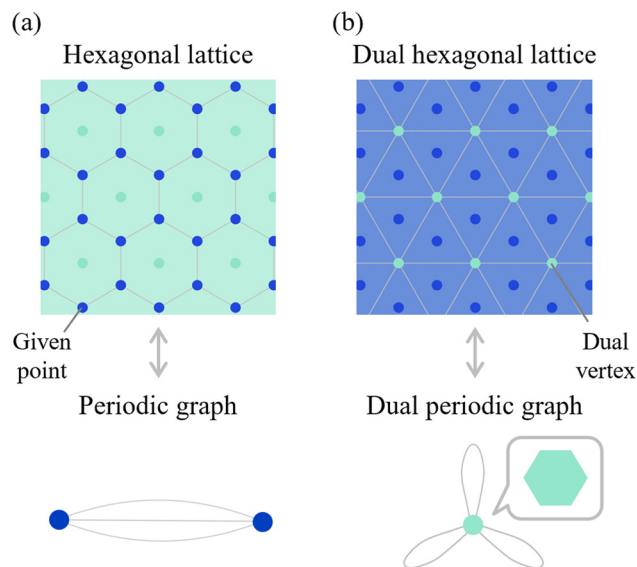 (a)
Hexagonal lattice
Given
point
Periodic graph
(b)
Dual hexagonal lattice
Dual
vertex
Dual periodic graph